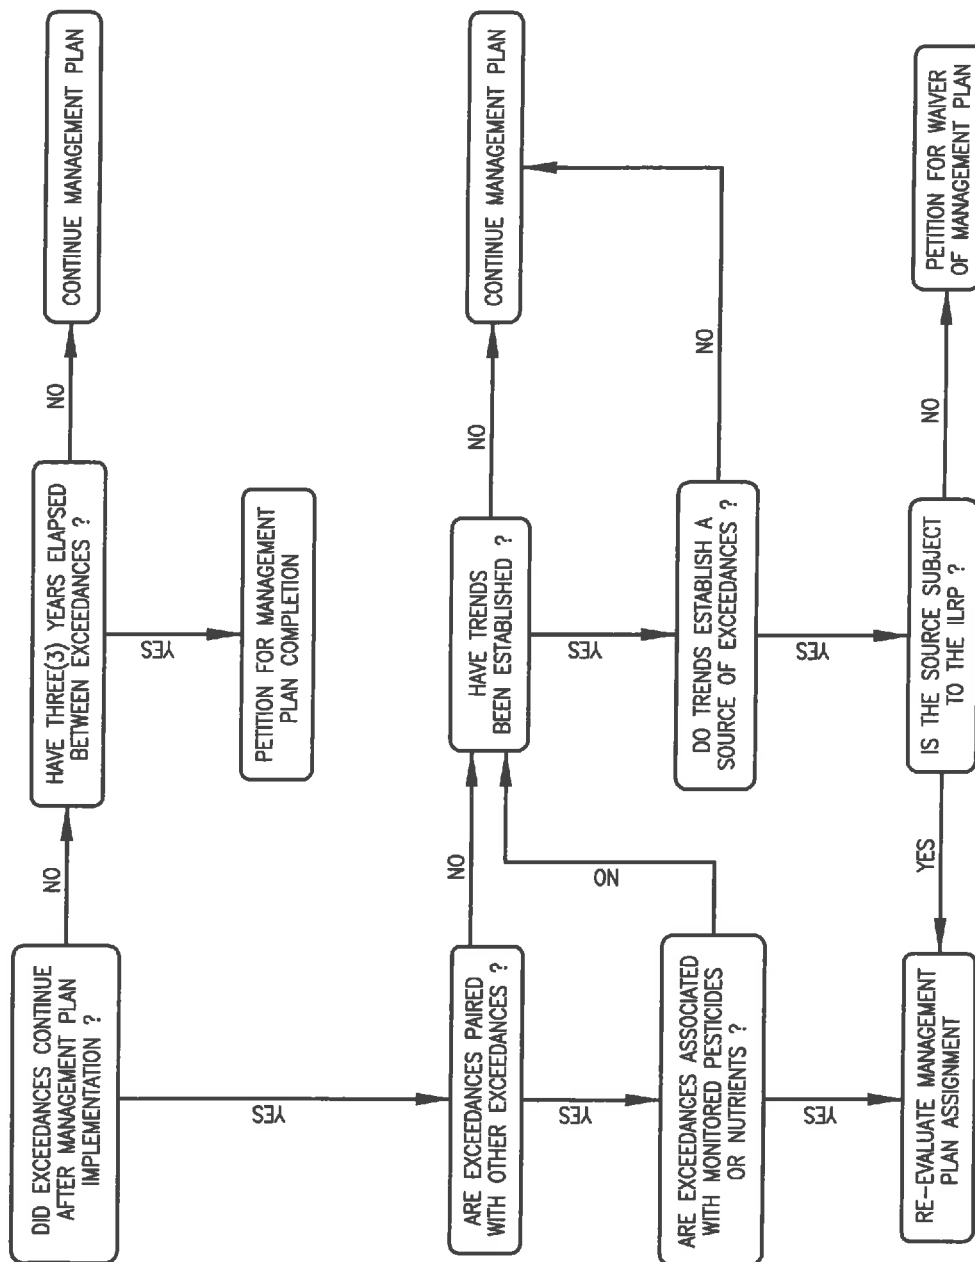 DID EXCEEDANCES CONTINUE
AFTER MANAGEMENT PLAN
IMPLEMENTATION ?
NO
HAVE THREE(3) YEARS ELAPSED
BETWEEN EXCEEDANCES ?
NO
CONTINUE MANAGEMENT PLAN
YES
PETITION FOR MANAGEMENT
PLAN COMPLETION
YES
ARE EXCEEDANCES PAIRED
WITH OTHER EXCEEDANCES ?
NO
HAVE TRENDS
BEEN ESTABLISHED ?
NO
CONTINUE MANAGEMENT PLAN
YES
NO
YES
ARE EXCEEDANCES ASSOCIATED
WITH MONITORED PESTICIDES
OR NUTRIENTS ?
DO TRENDS ESTABLISH A
SOURCE OF EXCEEDANCES ?
NO
YES
YES
RE-EVALUATE MANAGEMENT
PLAN ASSIGNMENT
YES
IS THE SOURCE SUBJECT
TO THE ILRP ?
NO
PETITION FOR WAIVER
OF MANAGEMENT PLAN